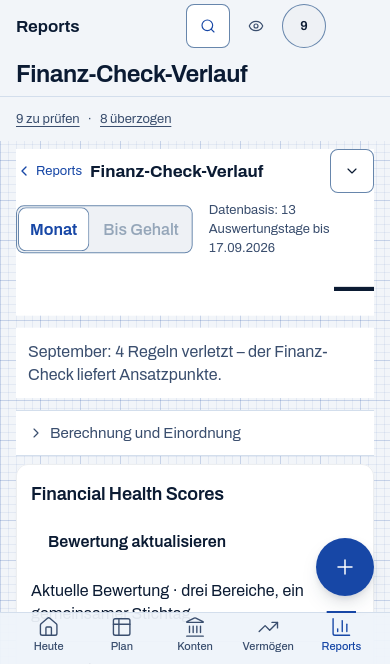 Reports
9
Finanz-Check-Verlauf
9 zu prüfen · 8 überzogen
Reports Finanz-Check-Verlauf
Monat Bis Gehalt
Datenbasis: 13
Auswertungstage bis
17.09.2026
September: 4 Regeln verletzt – der Finanz-
Check liefert Ansatzpunkte.
Berechnung und Einordnung
Financial Health Scores
Bewertung aktualisieren
Aktuelle Bewertung · drei Bereiche, ein
gemeinsamer Stichtag
Heute Plan Konten Vermögen Reports